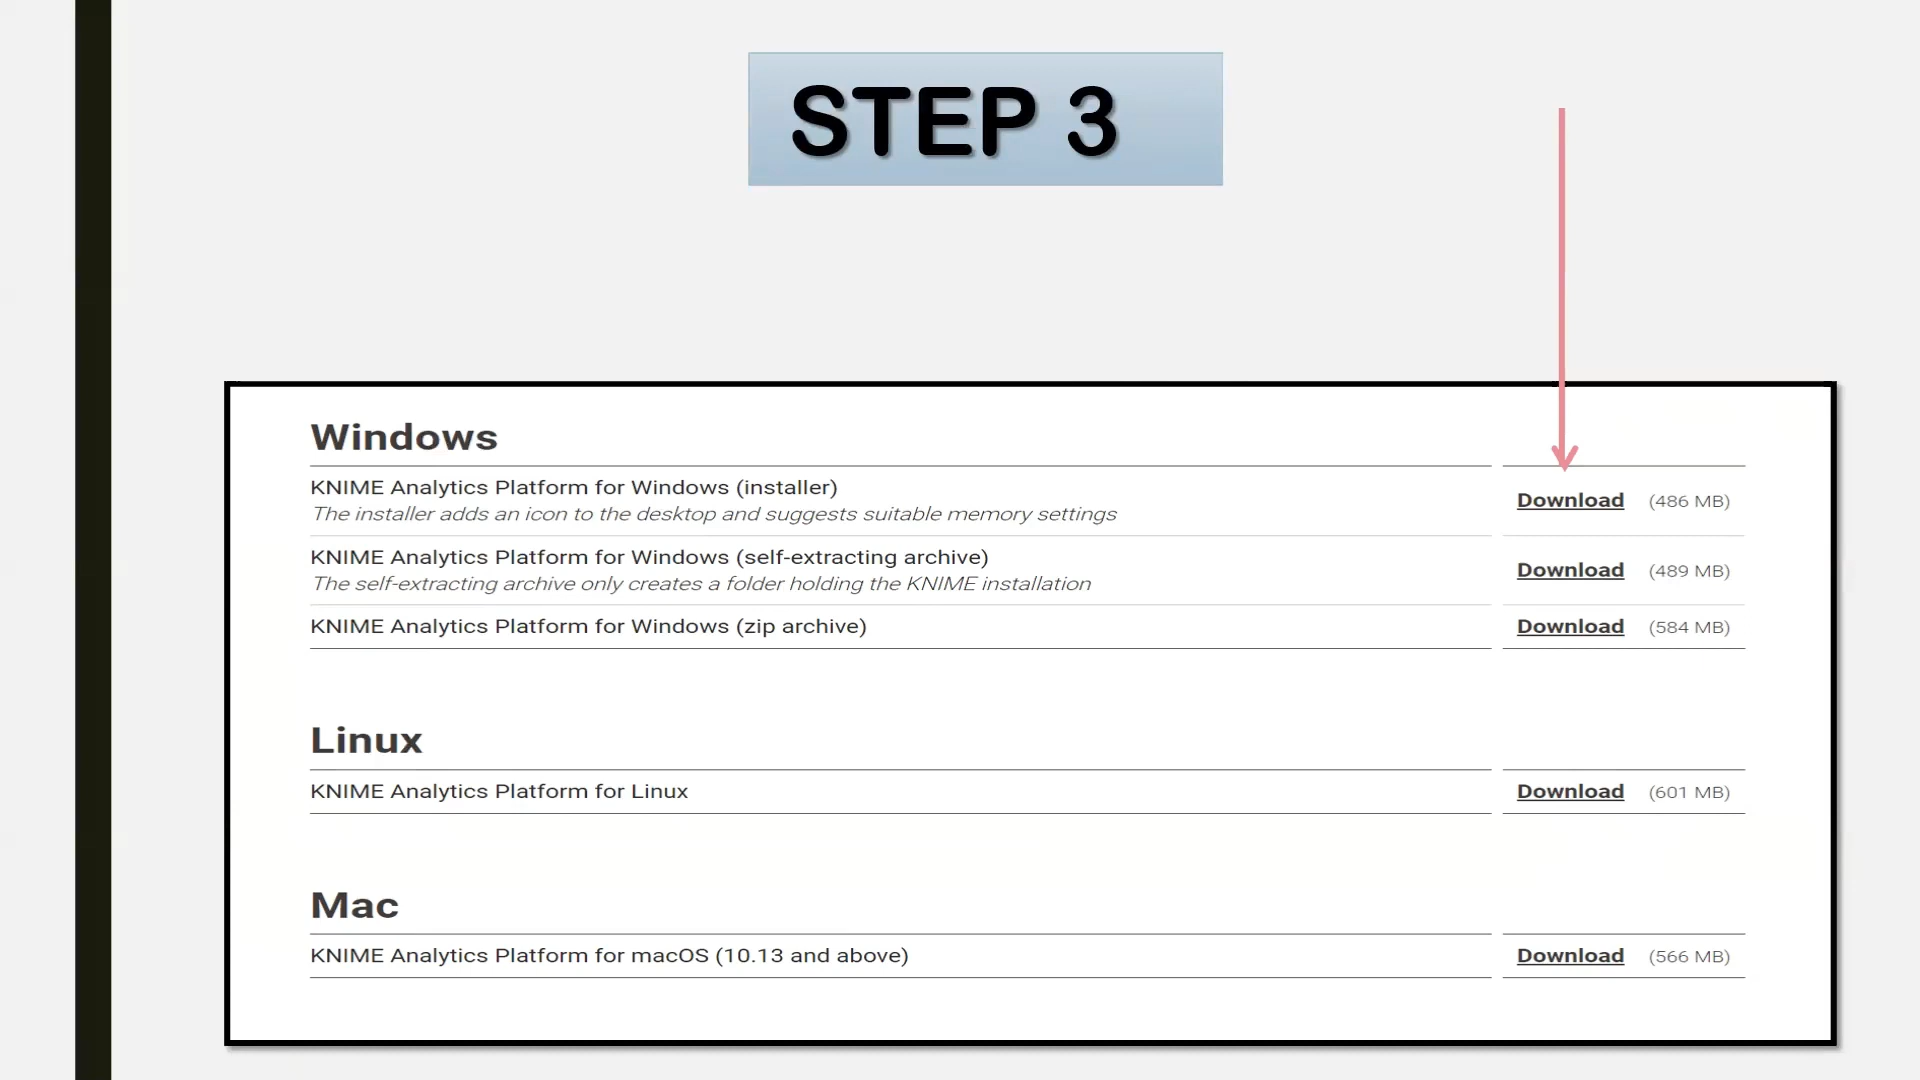 STEP 3
Windows
KNIME Analytics Platform for Windows (installer)
The installer adds an icon to the desktop and suggests suitable memory settings
Download (486 MB)
KNIME Analytics Platform for Windows (self-extracting archive)
The self-extracting archive only creates a folder holding the KNIME installation
Download (489 MB)
KNIME Analytics Platform for Windows (zip archive) Download (584 MB)
Linux
KNIME Analytics Platform for Linux Download (601 MB)
Mac
KNIME Analytics Platform for macOS (10.13 and above) Download (566 MB)